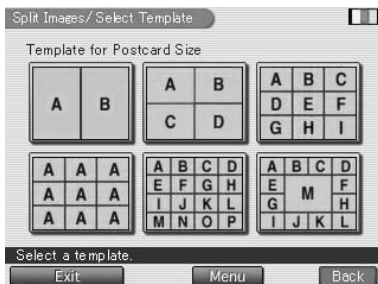 Split Images/Select Template
Template for Postcard Size
A B
A B
C D
A B C
D E F
G H I
A A A
A A A
A A A
A B C D
E F G H
I J K L
M N O P
A B C D
E M F
G H
I J K L
Select a template.
Exit Menu Back